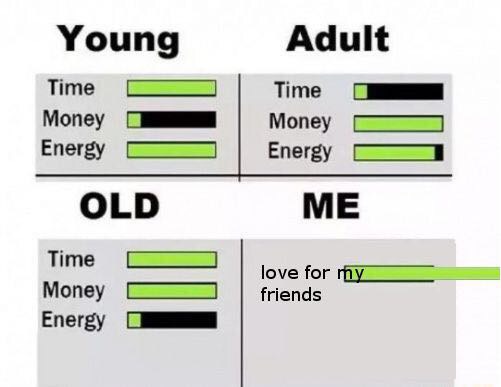 Young
Adult
Time
Money
Energy
Time
Money
Energy
OLD
ME
Time
Money
Energy
love for my
friends